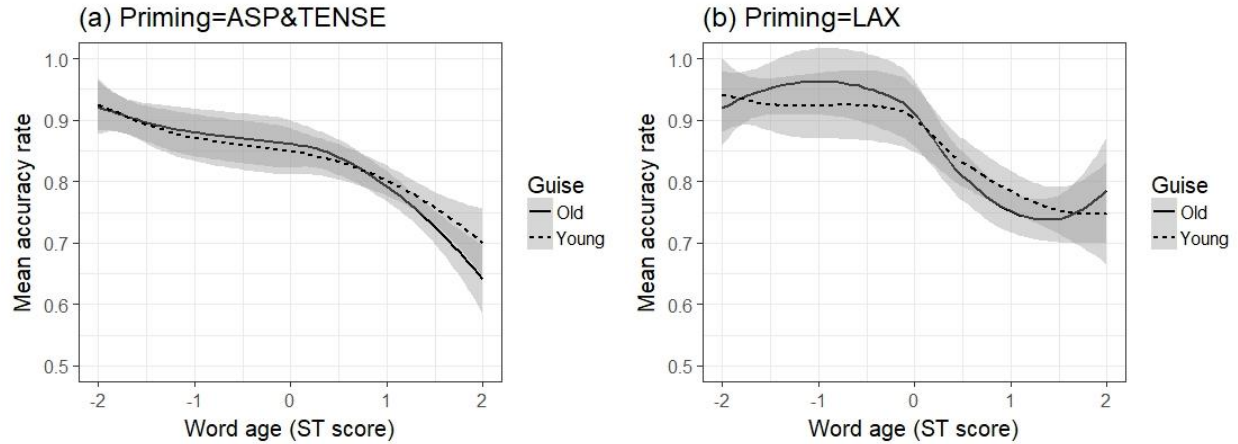 (a) Priming=ASP&TENSE
1.0
0.9
0.8
0.7
0.6
0.5
Mean accuracy rate
-2
-1
0
1
2
Word age (ST score)
Guise
Old
Young
(b) Priming=LAX
1.0
0.9
0.8
0.7
0.6
0.5
Mean accuracy rate
-2
-1
0
1
2
Word age (ST score)
Guise
Old
Young